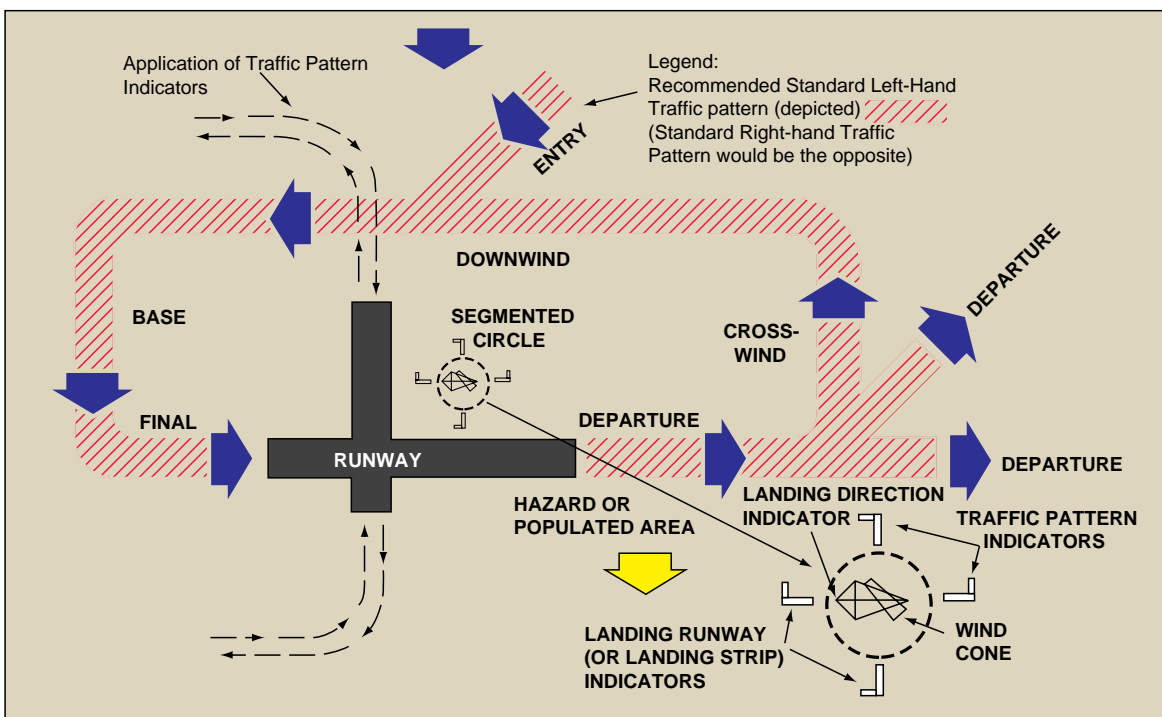 Application of Traffic Pattern
Indicators
Legend:
Recommended Standard Left-Hand
Traffic pattern (depicted)
(Standard Right-hand Traffic
Pattern would be the opposite)
ENTRY
DOWNWIND
DEPARTURE
BASE
SEGMENTED
CIRCLE
CROSS-
WIND
FINAL
DEPARTURE
RUNWAY
DEPARTURE
HAZARD OR
POPULATED AREA
LANDING DIRECTION
INDICATOR
TRAFFIC PATTERN
INDICATORS
LANDING RUNWAY
(OR LANDING STRIP)
INDICATORS
WIND
CONE